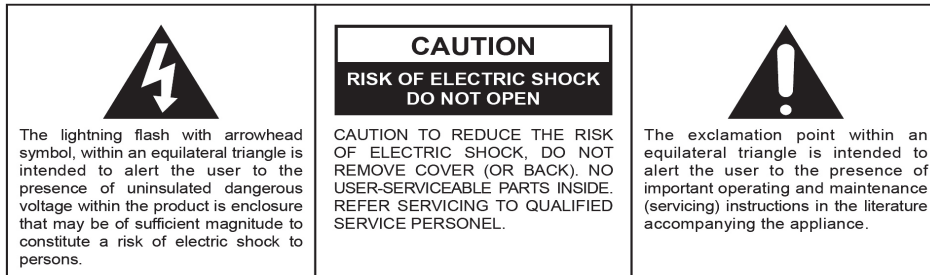 The lightning flash with arrowhead
symbol, within an equilateral triangle is
intended to alert the user to the
presence of uninsulated dangerous
voltage within the product is enclosure
that may be of sufficient magnitude to
constitute a risk of electric shock to
persons.
CAUTION
RISK OF ELECTRIC SHOCK
DO NOT OPEN
CAUTION TO REDUCE THE RISK
OF ELECTRIC SHOCK, DO NOT
REMOVE COVER (OR BACK). NO
USER-SERVICEABLE PARTS INSIDE.
REFER SERVICING TO QUALIFIED
SERVICE PERSONEL.
The exclamation point within an
equilateral triangle is intended to
alert the user to the presence of
important operating and maintenance
(servicing) instructions in the literature
accompanying the appliance.